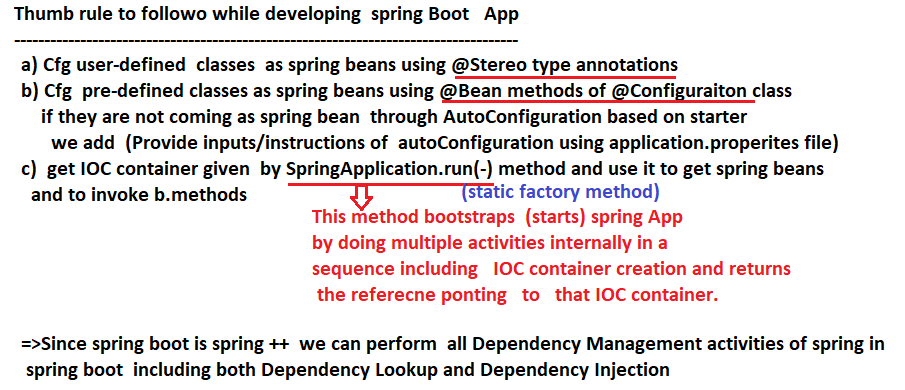 Thumb rule to followo while developing spring Boot App
--------------------------------------------------------------------------------
a) Cfg user-defined classes as spring beans using @Stereo type annotations
b) Cfg pre-defined classes as spring beans using @Bean methods of @Configuraiton class
if they are not coming as spring bean through AutoConfiguration based on starter
we add (Provide inputs/instructions of autoConfiguration using application.properites file)
c) get IOC container given by SpringApplication.run(-) method and use it to get spring beans
and to invoke b.methods
(static factory method)
This method bootstraps (starts) spring App
by doing multiple activities internally in a
sequence including IOC container creation and returns
the referecne ponting to that IOC container.
=>Since spring boot is spring ++ we can perform all Dependency Management activities of spring in
spring boot including both Dependency Lookup and Dependency Injection